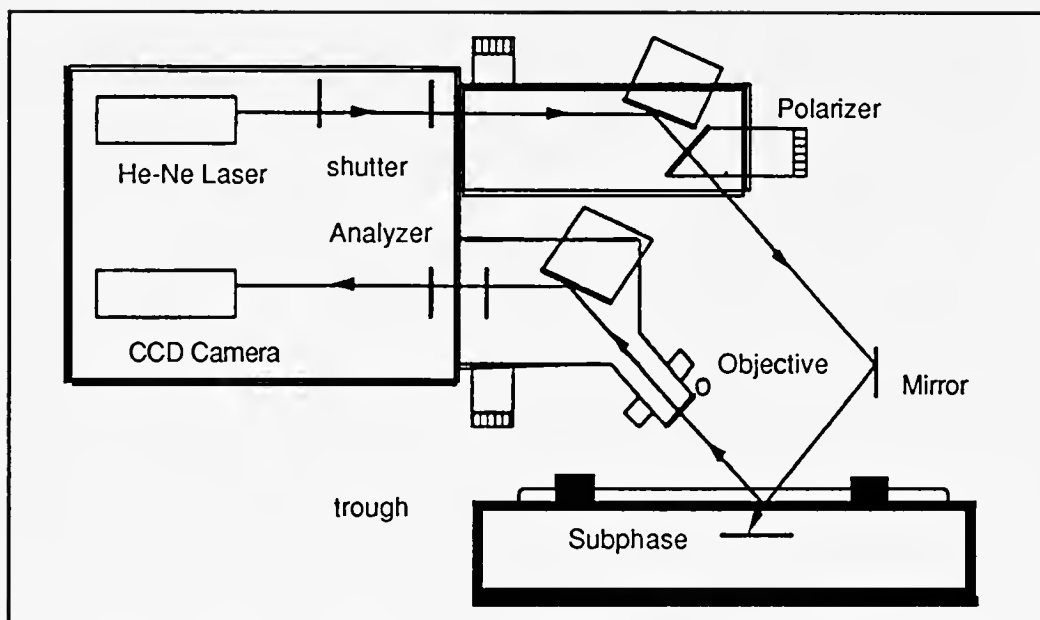 Polarizer
He-Ne Laser
shutter
Analyzer
CCD Camera
Objective
O
Mirror
trough
Subphase